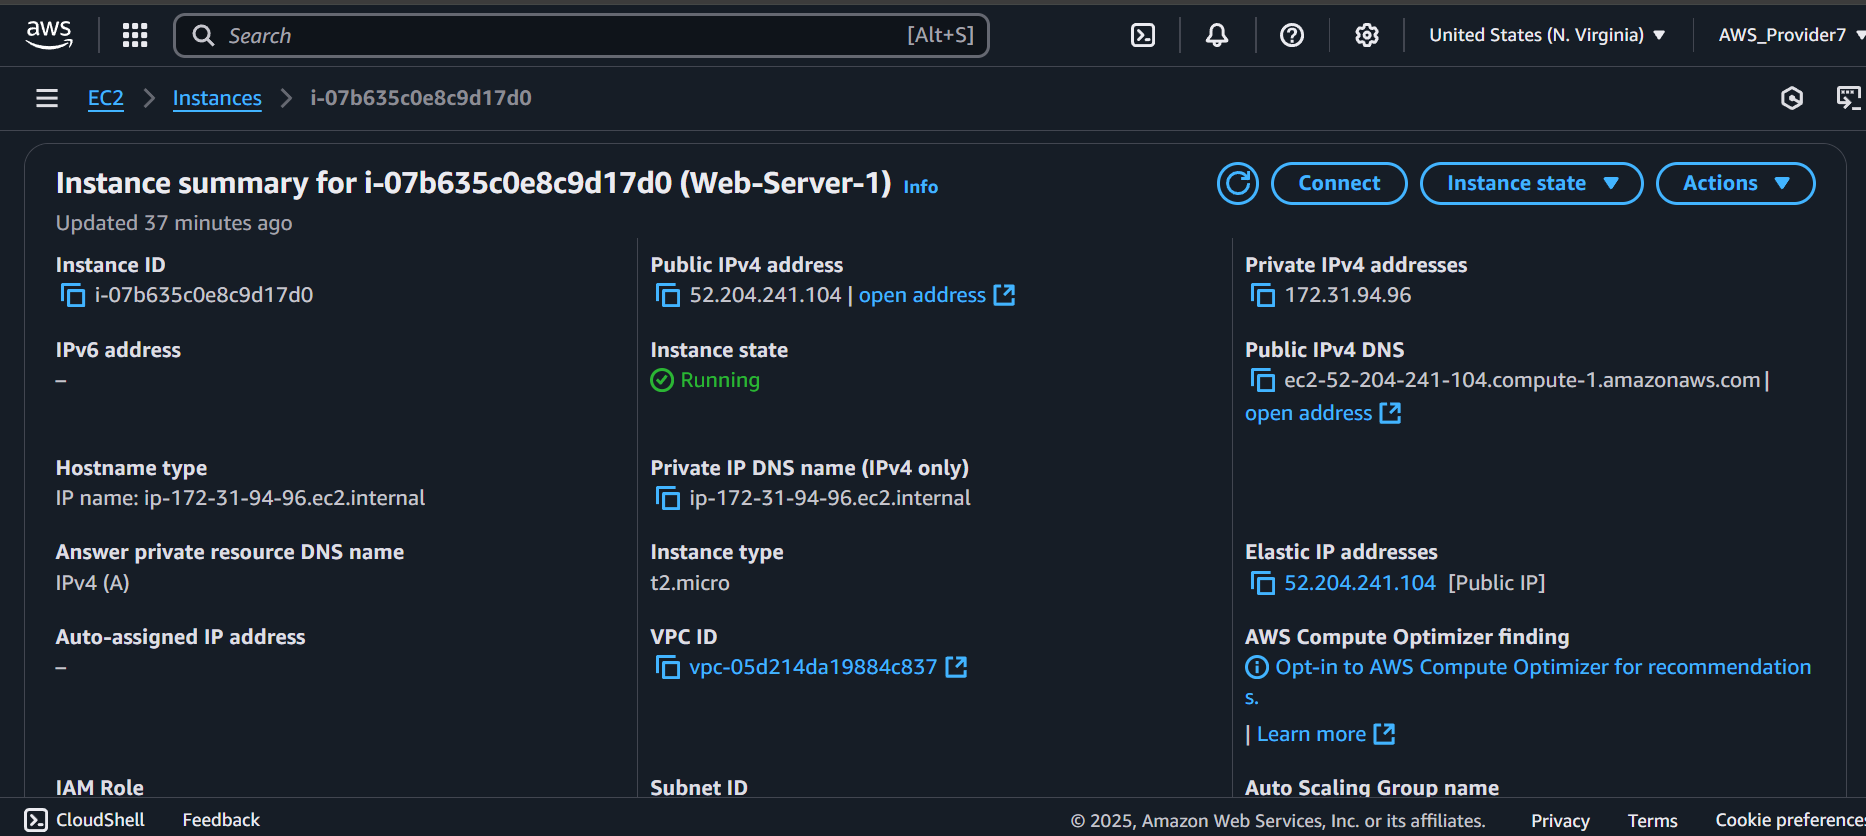 aws
Search [Alt+S]
United States (N. Virginia)
AWS_Provider7
EC2
Instances
i-07b635c0e8c9d17d0
Instance summary for i-07b635c0e8c9d17d0 (Web-Server-1) Info
Connect
Instance state
Actions
Updated 37 minutes ago
Instance ID
i-07b635c0e8c9d17d0
Public IPv4 address
52.204.241.104 | open address
Private IPv4 addresses
172.31.94.96
IPv6 address
–
Instance state
Running
Public IPv4 DNS
ec2-52-204-241-104.compute-1.amazonaws.com |
open address
Hostname type
IP name: ip-172-31-94-96.ec2.internal
Private IP DNS name (IPv4 only)
ip-172-31-94-96.ec2.internal
Answer private resource DNS name
IPv4 (A)
Instance type
t2.micro
Elastic IP addresses
52.204.241.104 [Public IP]
Auto-assigned IP address
–
VPC ID
vpc-05d214da19884c837
AWS Compute Optimizer finding
Opt-in to AWS Compute Optimizer for recommendation
s.
| Learn more
IAM Role
Subnet ID
Auto Scaling Group name
CloudShell
Feedback
© 2025, Amazon Web Services, Inc. or its affiliates.
Privacy
Terms
Cookie preferences